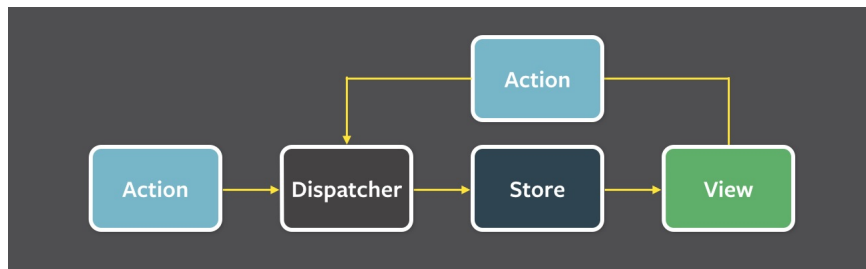 Action
Action
Dispatcher
Store
View